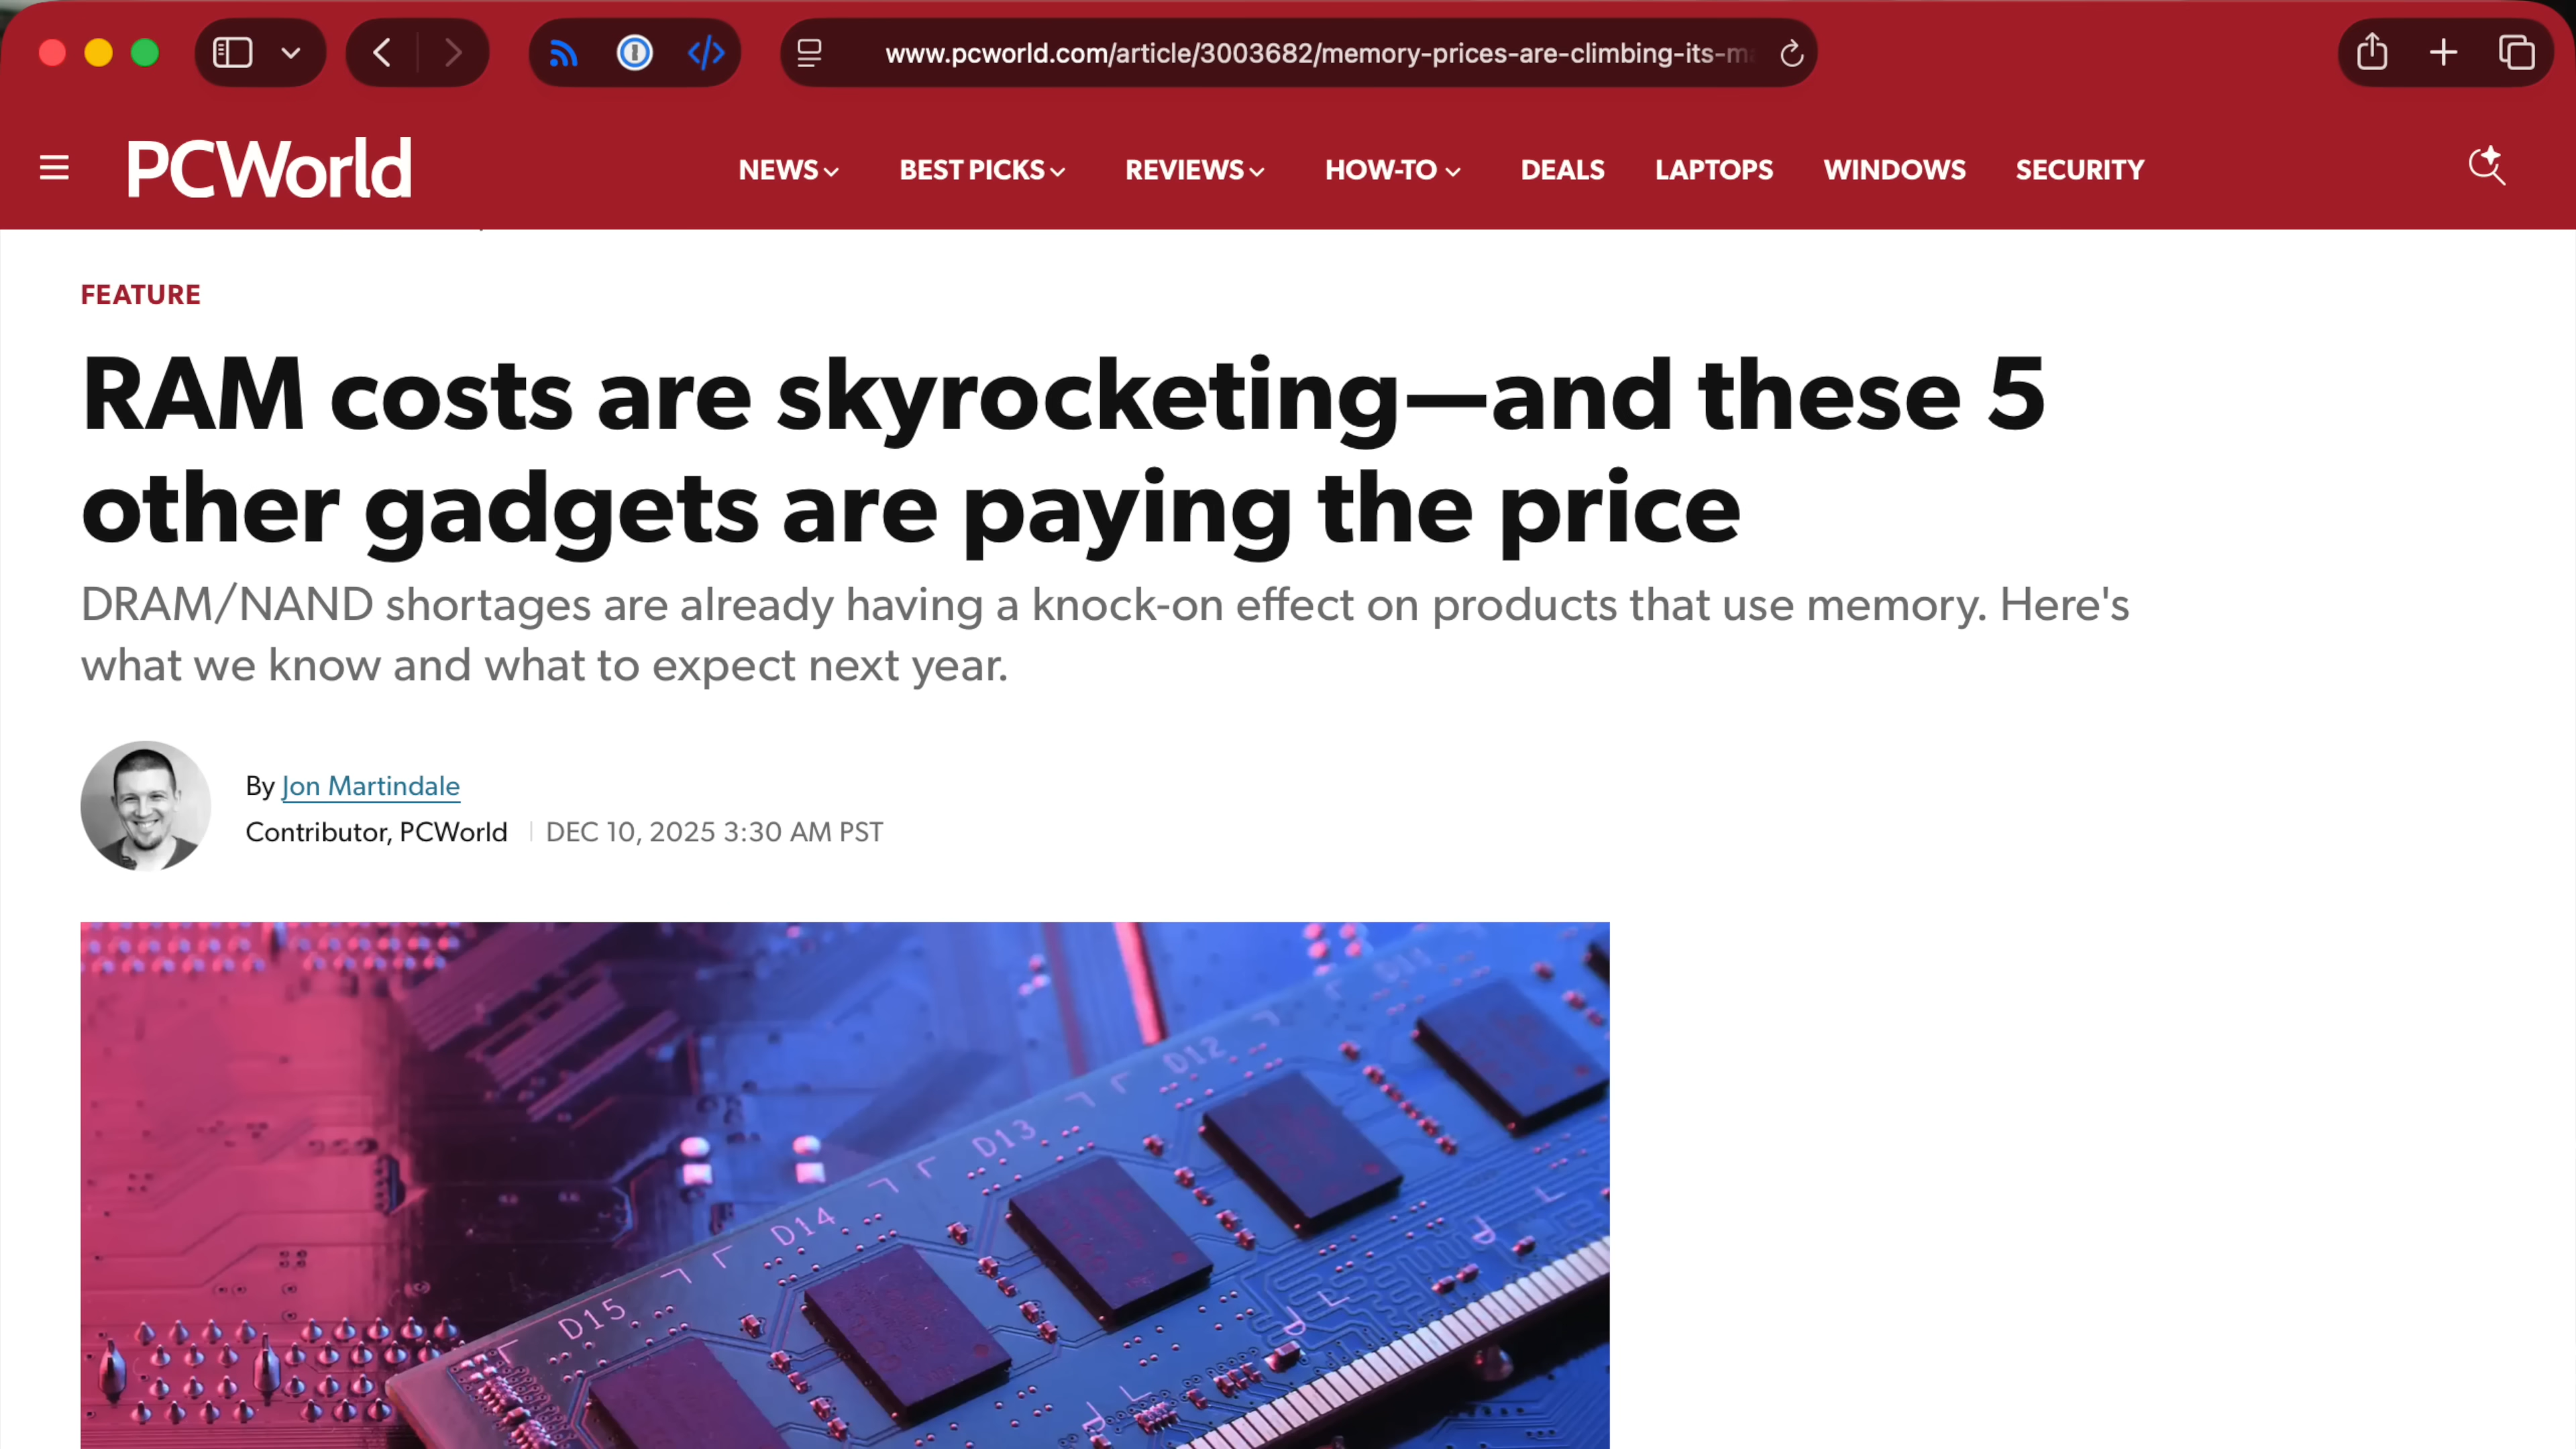 www.pcworld.com/article/3003682/memory-prices-are-climbing-its-m
PCWorld
NEWS BEST PICKS REVIEWS HOW-TO DEALS LAPTOPS WINDOWS SECURITY
FEATURE
RAM costs are skyrocketing—and these 5
other gadgets are paying the price
DRAM/NAND shortages are already having a knock-on effect on products that use memory. Here's
what we know and what to expect next year.
By Jon Martindale
Contributor, PCWorld | DEC 10, 2025 3:30 AM PST
D11
D12
D13
D14
D15